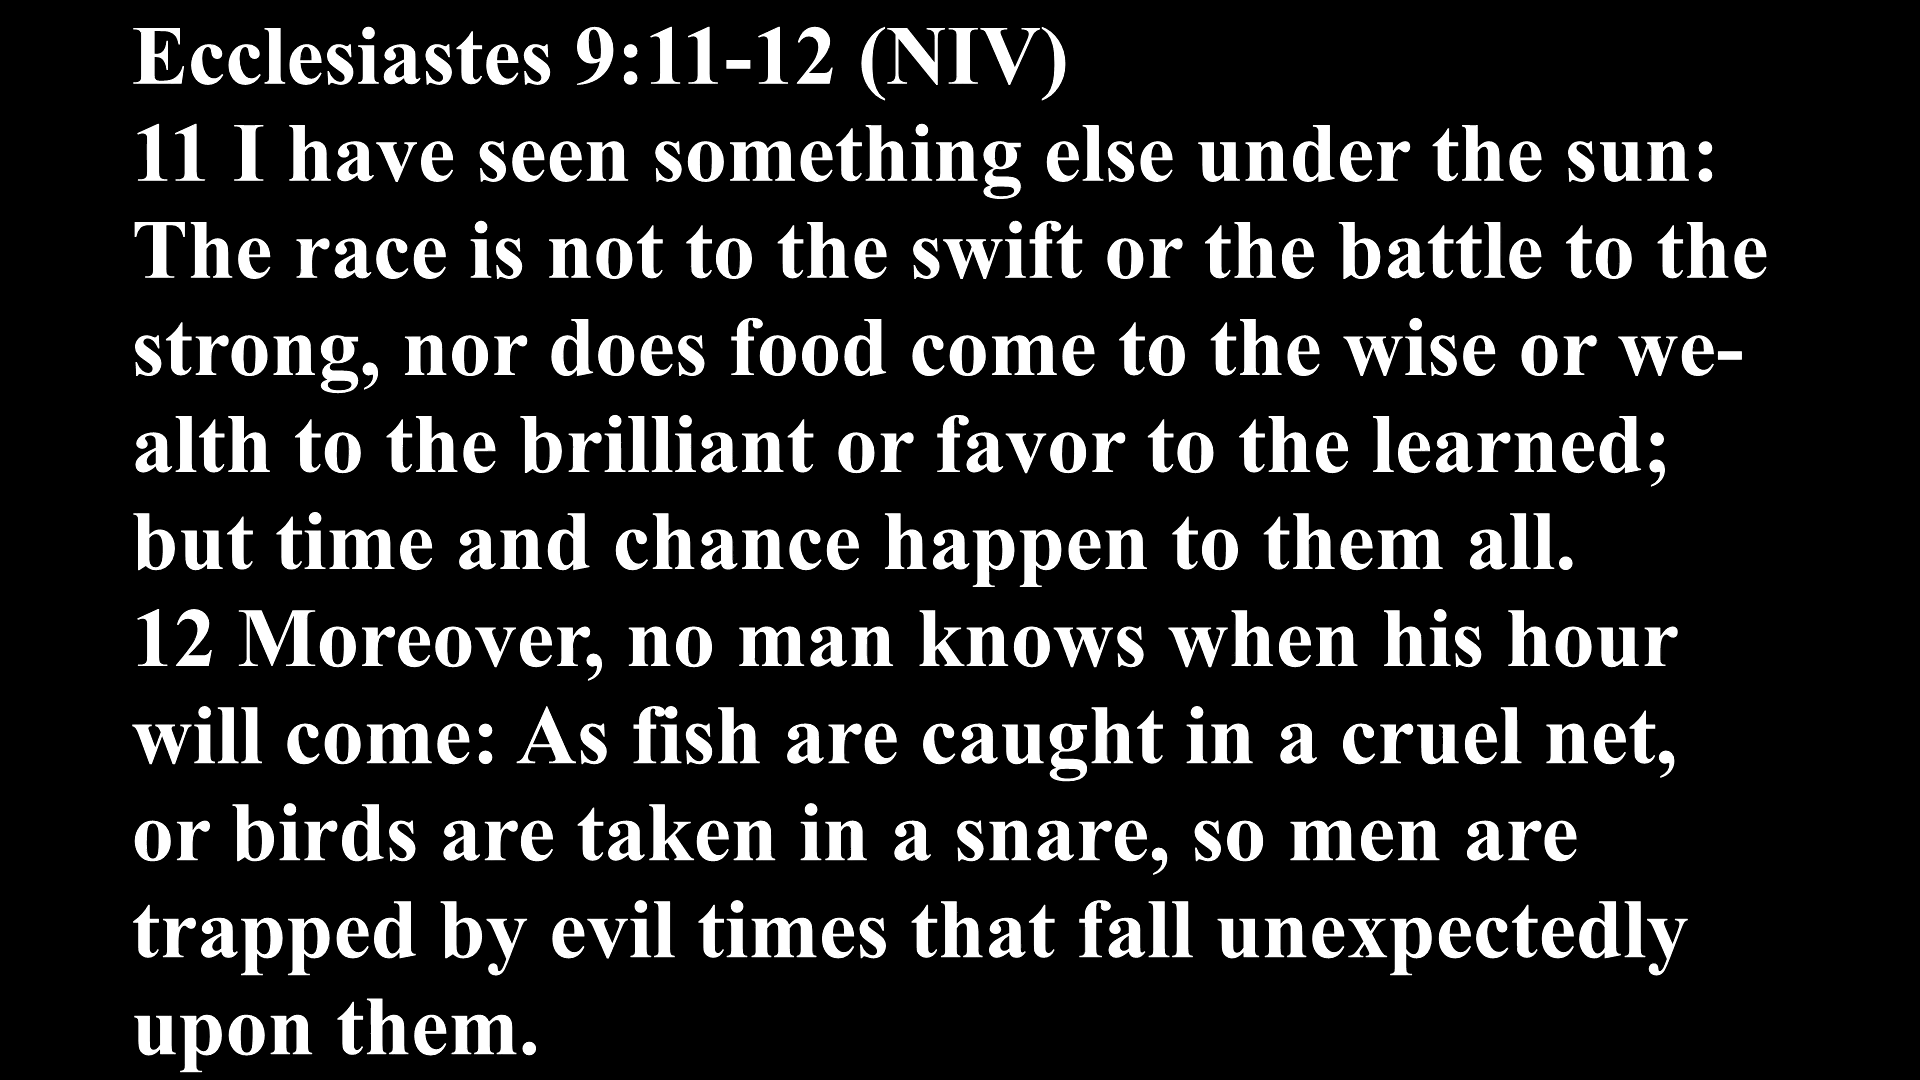 Ecclesiastes 9:11-12 (NIV)
11 I have seen something else under the sun:
The race is not to the swift or the battle to the
strong, nor does food come to the wise or we-
alth to the brilliant or favor to the learned;
but time and chance happen to them all.
12 Moreover, no man knows when his hour
will come: As fish are caught in a cruel net,
or birds are taken in a snare, so men are
trapped by evil times that fall unexpectedly
upon them.